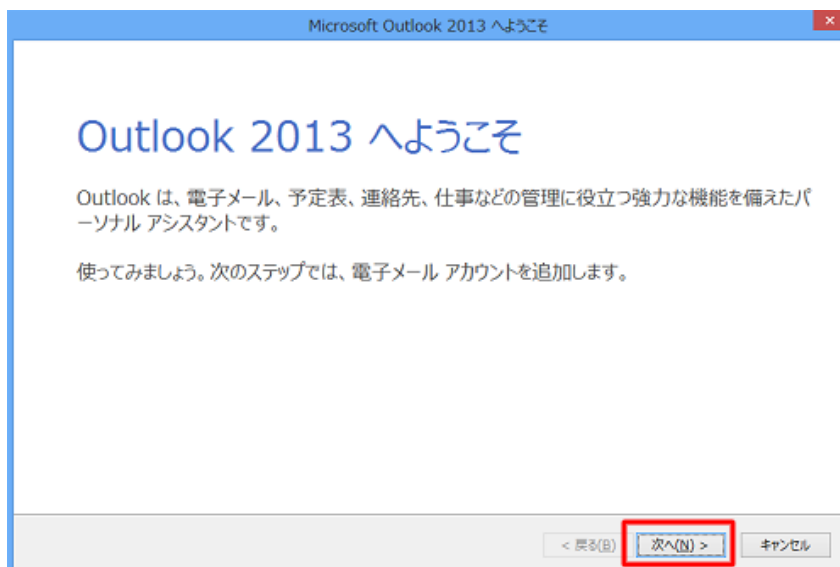 Microsoft Outlook 2013 へようこそ
Outlook 2013 へようこそ
Outlook は、電子メール、予定表、連絡先、仕事などの管理に役立つ強力な機能を備えたパ
ーソナル アシスタントです。
使ってみましょう。次のステップでは、電子メール アカウントを追加します。
< 戻る(B) 次へ(N) > キャンセル